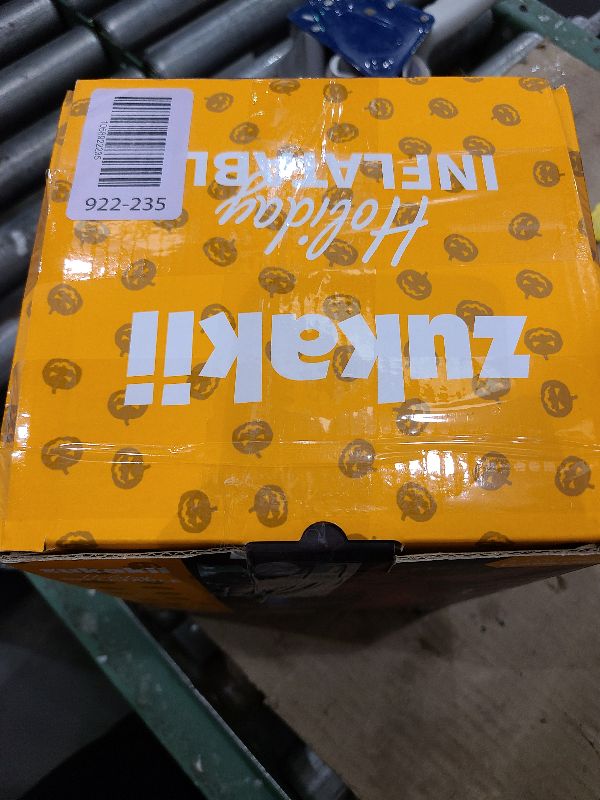 922-235
zukakii
Holiday
INFLATABL